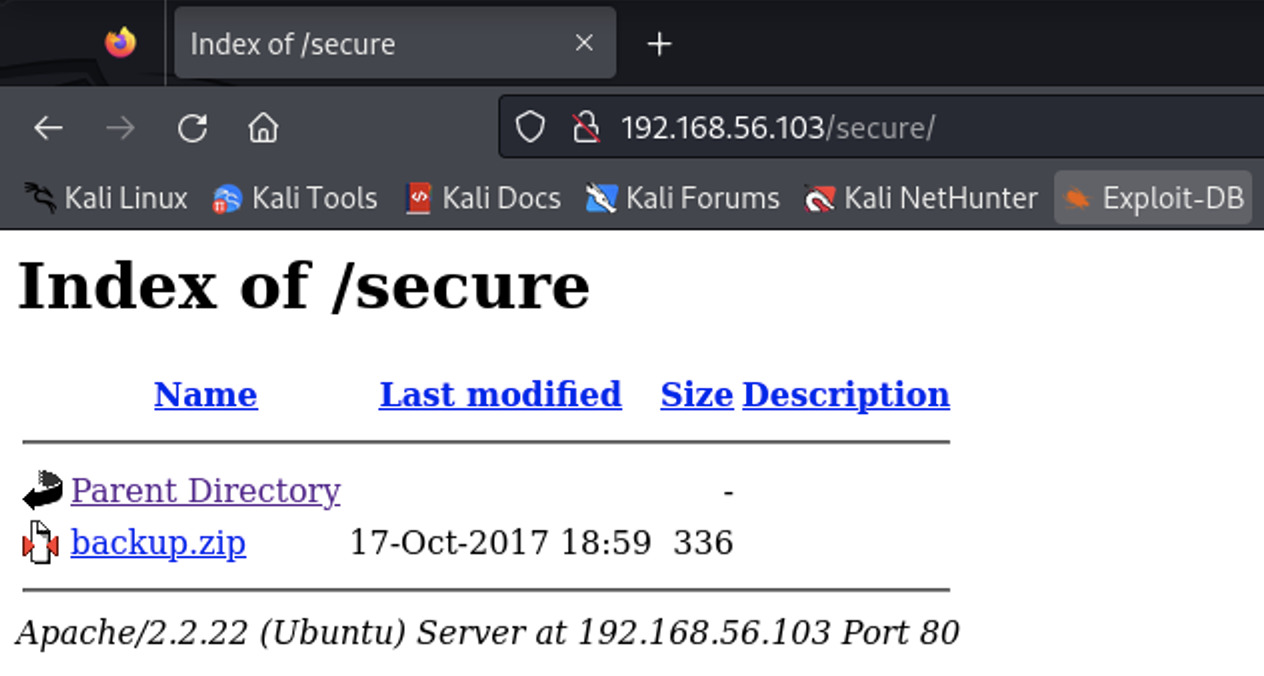 Index of /secure
192.168.56.103/secure/
Kali Linux Kali Tools Kali Docs Kali Forums Kali NetHunter Exploit-DB
Index of /secure
Name Last modified Size Description
Parent Directory -
backup.zip 17-Oct-2017 18:59 336
Apache/2.2.22 (Ubuntu) Server at 192.168.56.103 Port 80